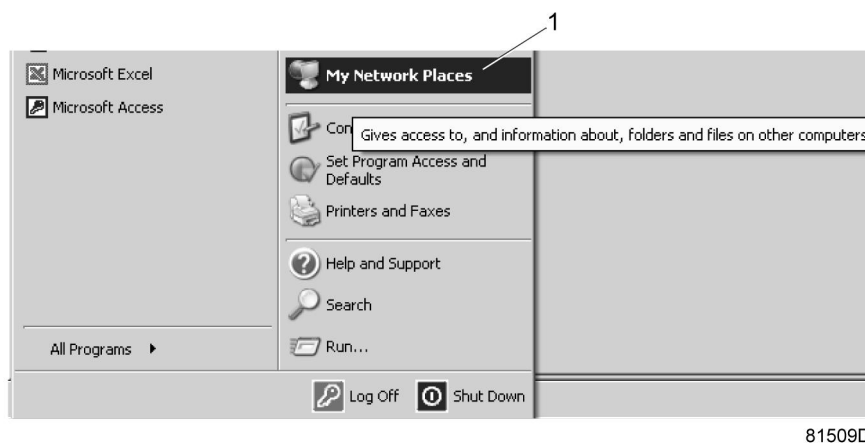 1
Microsoft Excel
My Network Places
Microsoft Access
Con
Gives access to, and information about, folders and files on other computers
Set Program Access and
Defaults
Printers and Faxes
Help and Support
Search
All Programs
Run...
Log Off
Shut Down
81509D